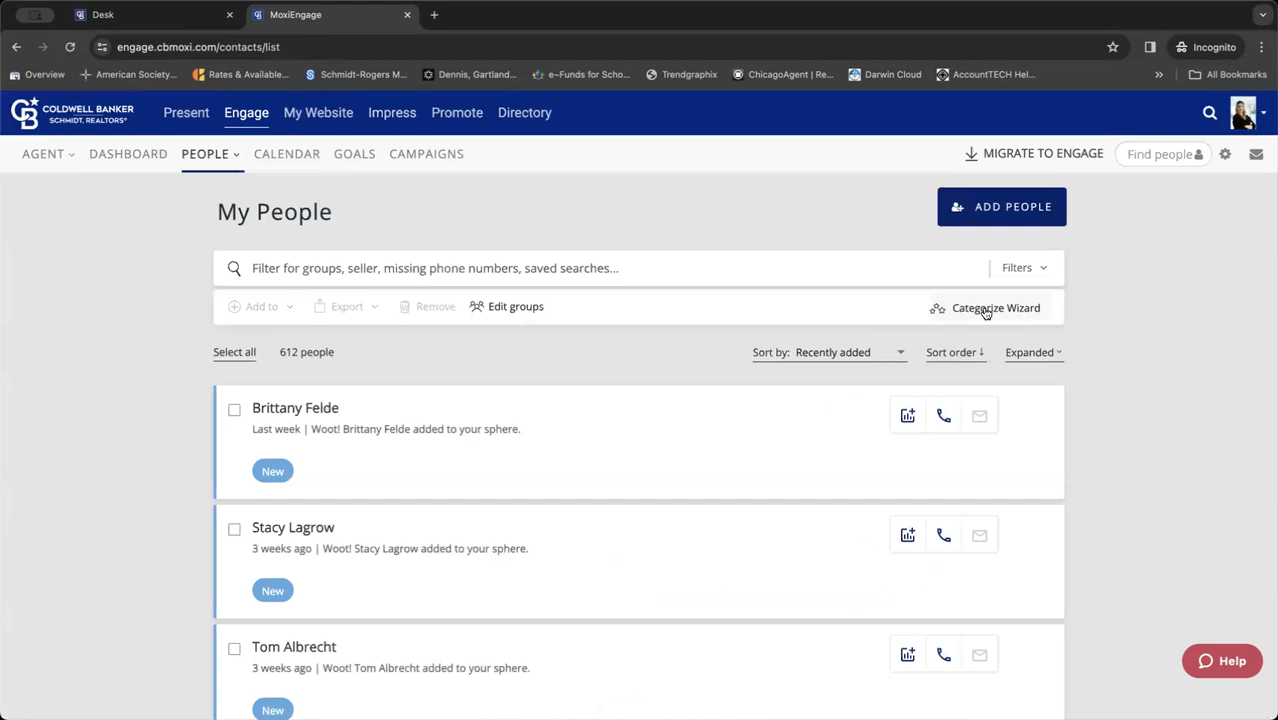 Desk
MoxiEngage
engage.cbmoxi.com/contacts/list
Incognito
Overview
American Society...
Rates & Available...
Schmidt-Rogers M...
Dennis, Gartland...
e~Funds for Scho...
Trendgraphix
ChicagoAgent | Re...
Darwin Cloud
AccountTECH Hel...
»
All Bookmarks
COLDWELL BANKER
SCHMIDT, REALTORS®
Present
Engage
My Website
Impress
Promote
Directory
AGENT
DASHBOARD
PEOPLE
CALENDAR
GOALS
CAMPAIGNS
MIGRATE TO ENGAGE
Find people
My People
ADD PEOPLE
Filter for groups, seller, missing phone numbers, saved searches...
Filters
Add to
Export
Remove
Edit groups
Categorize Wizard
Select all
612 people
Sort by: Recently added
Sort order
Expanded
Brittany Felde
Last week | Woot! Brittany Felde added to your sphere.
New
Stacy Lagrow
3 weeks ago | Woot! Stacy Lagrow added to your sphere.
New
Tom Albrecht
3 weeks ago | Woot! Tom Albrecht added to your sphere.
New
Help